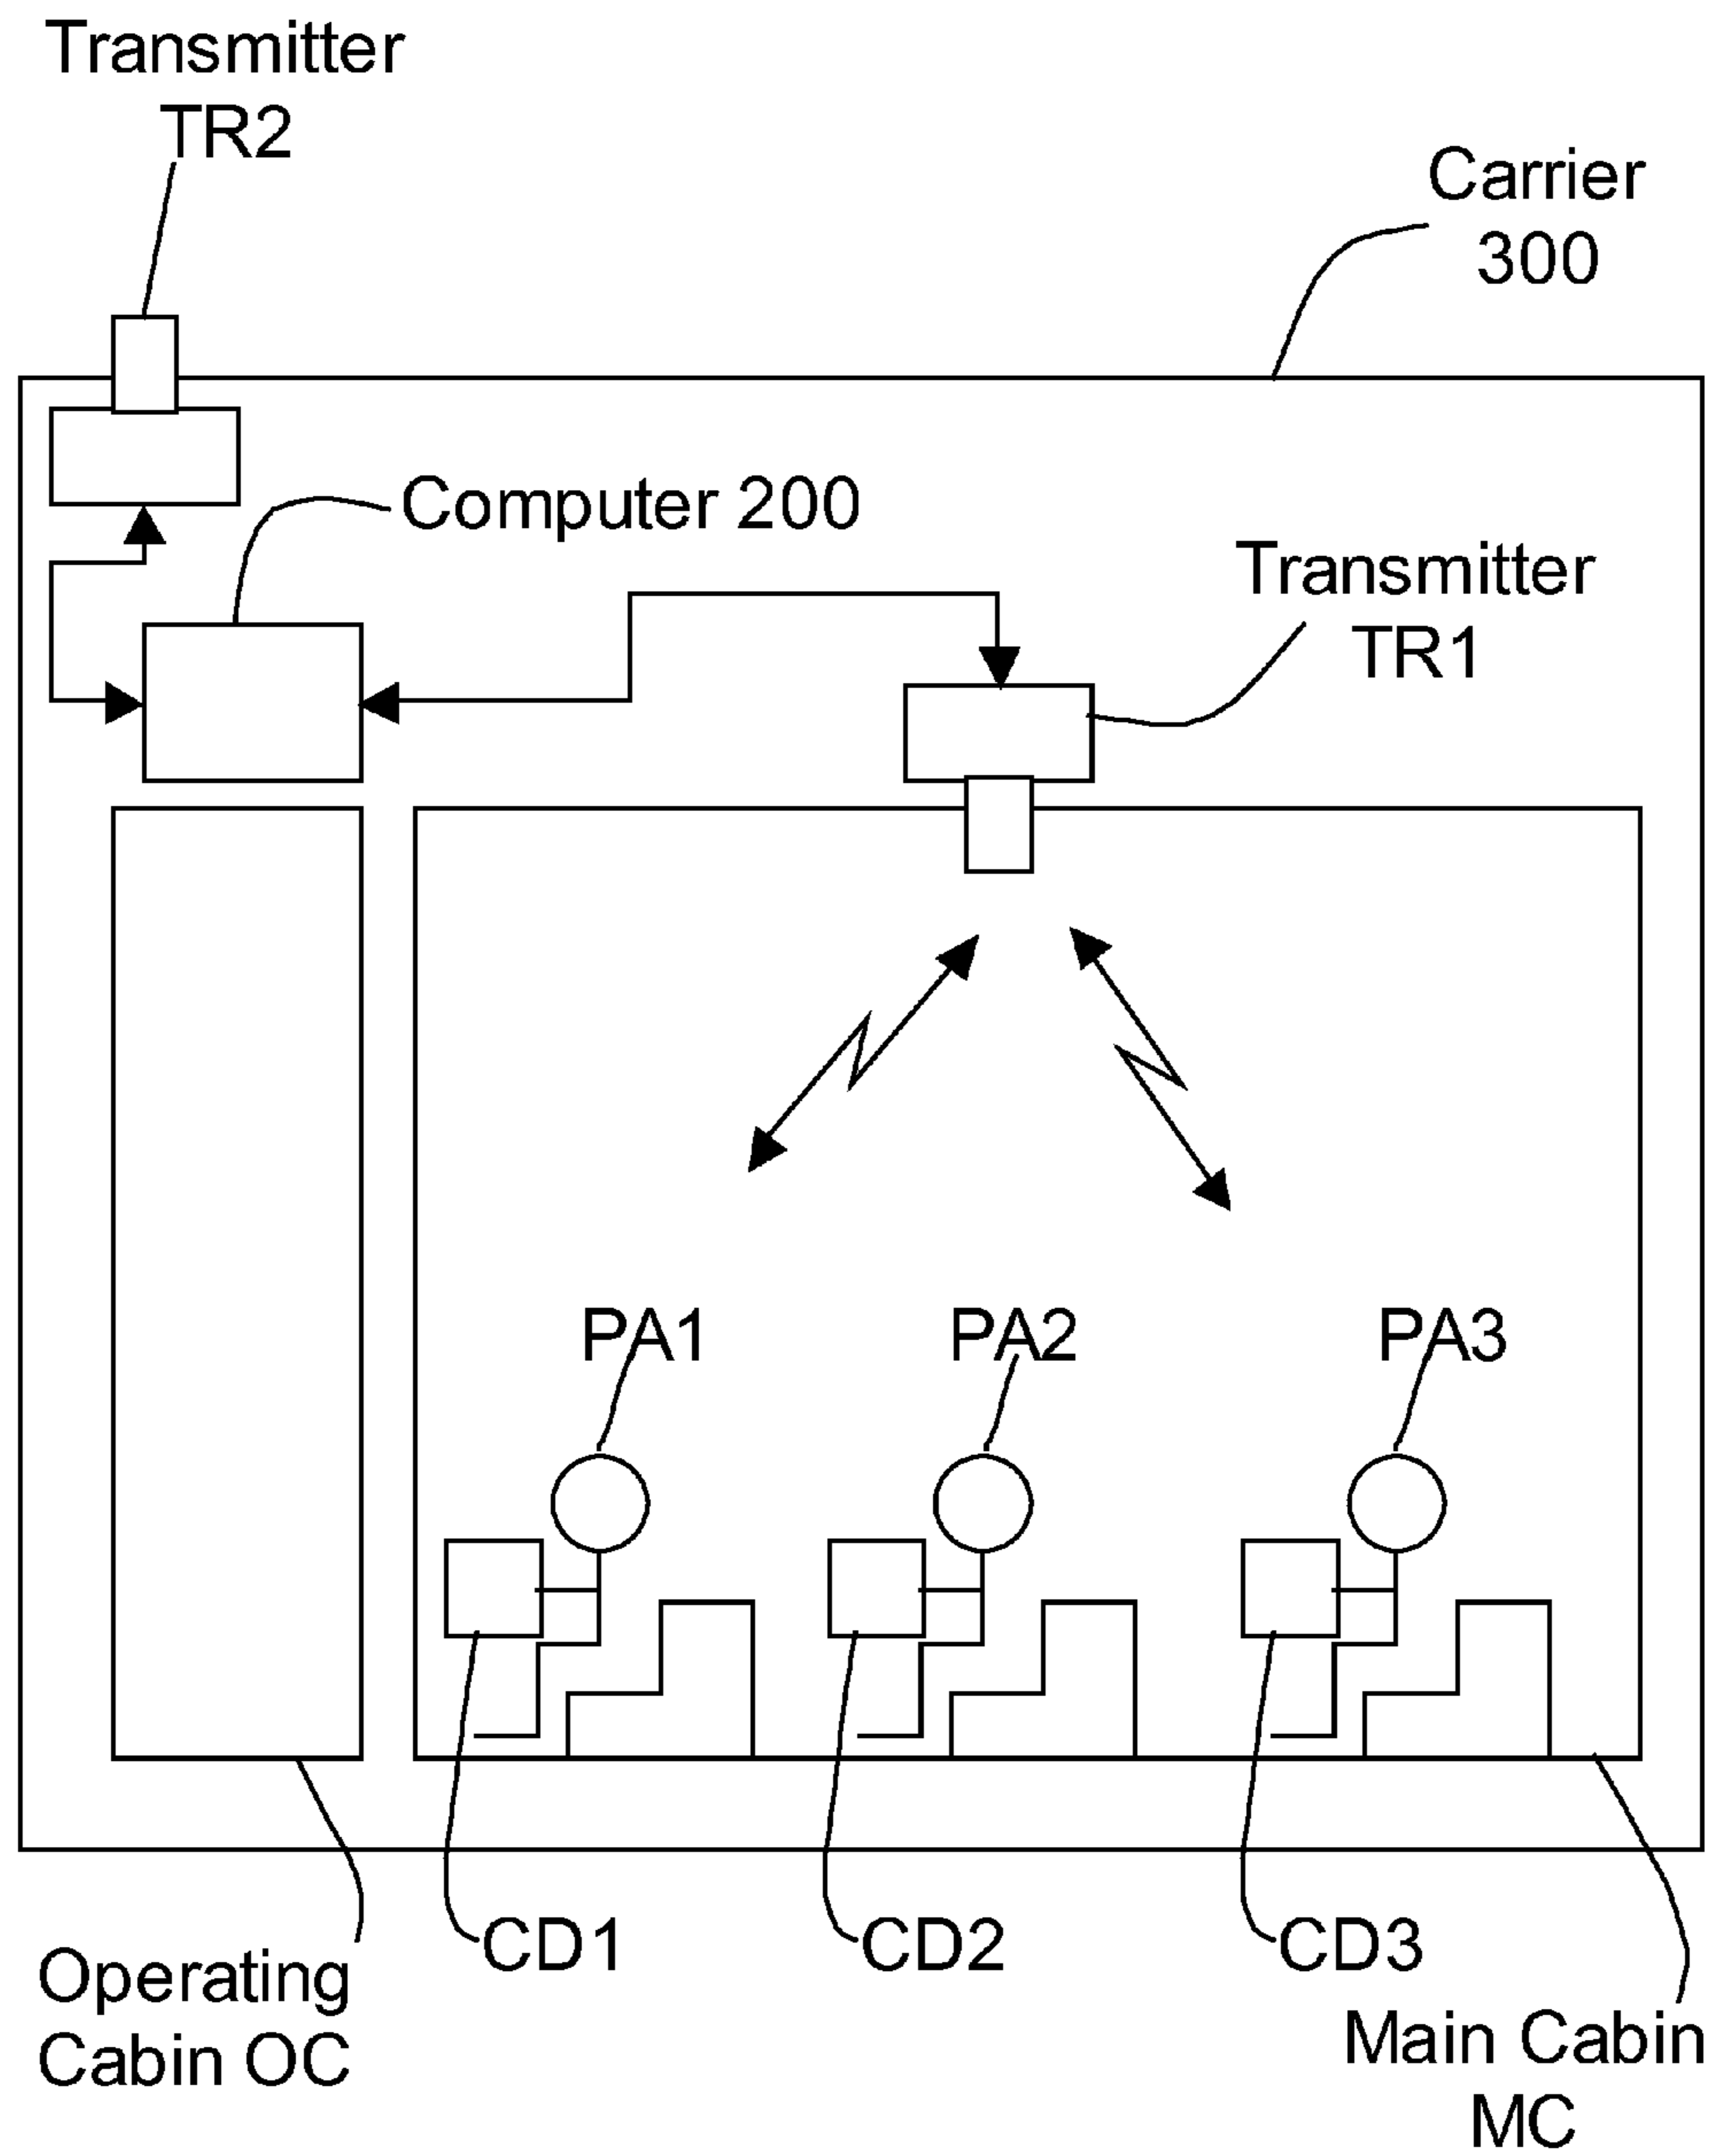 Transmitter
TR2
Carrier
300
Computer 200
Transmitter
TR1
PA1
PA2
PA3
CD1
CD2
CD3
Operating
Cabin OC
Main Cabin
MC